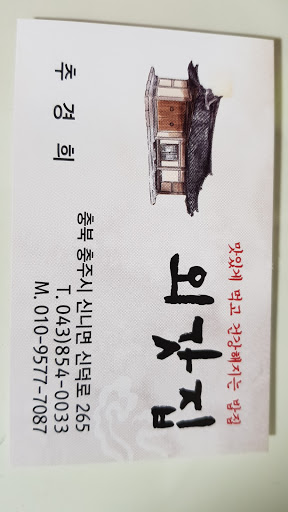 맛있게 먹고 건강해지는 밥집
외갓집
추경희
충북 충주시 신니면 신덕로 265
T. 043)854-0033
M. 010-9577-7087